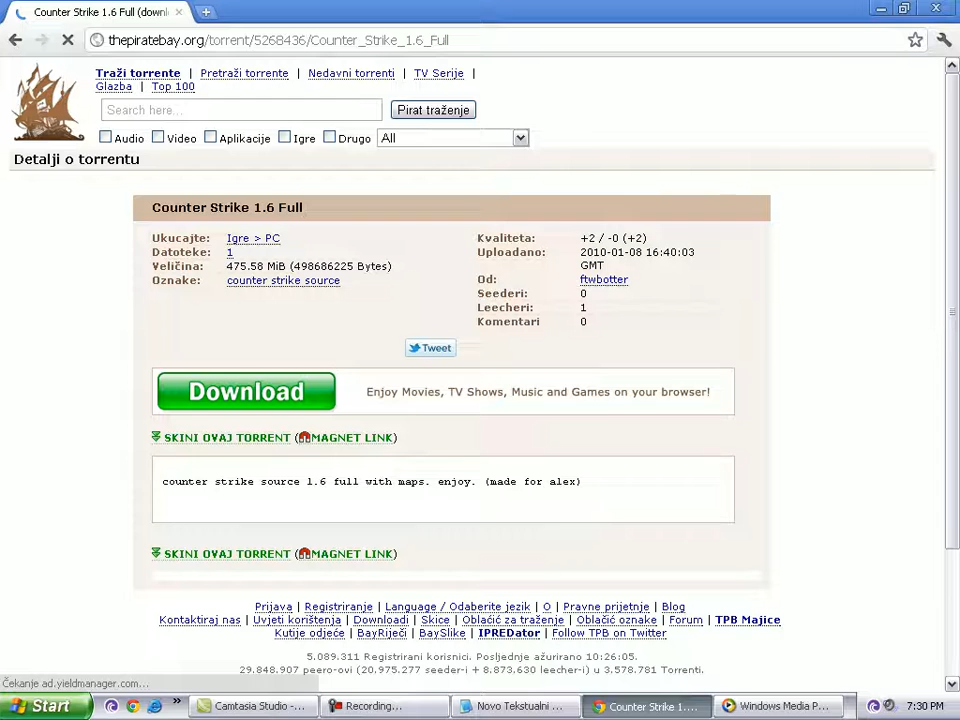 Counter Strike 1.6 Full (downl
thepiratebay.org/torrent/5268436/Counter_Strike_1.6_Full
Traži torrente | Pretraži torrente | Nedavni torrenti | TV Serije |
Glazba | Top 100
Search here...
Pirat traženje
Audio Video Aplikacije Igre Drugo All
Detalji o torrentu
Counter Strike 1.6 Full
Ukucajte: Igre > PC
Datoteke: 1
Veličina: 475.58 MiB (498686225 Bytes)
Oznake: counter strike source
Kvaliteta: +2 / -0 (+2)
Uploadano: 2010-01-08 16:40:03
GMT
Od: ftwbotter
Seederi: 0
Leecheri: 1
Komentari 0
Tweet
Download Enjoy Movies, TV Shows, Music and Games on your browser!
SKINI OVAJ TORRENT (MAGNET LINK)
counter strike source 1.6 full with maps. enjoy. (made for alex)
SKINI OVAJ TORRENT (MAGNET LINK)
Prijava | Registriranje | Language / Odaberite jezik | O | Pravne prijetnje | Blog
Kontaktiraj nas | Uvjeti korištenja | Downloadi | Skice | Oblačić za traženje | Oblačić oznake | Forum | TPB Majice
Kutije odjeće | BayRiječi | BaySlike | IPREDator | Follow TPB on Twitter
5.089.311 Registrirani korisnici. Posljednje ažurirano 10:26:05.
29.848.907 peero-ovi (20.975.277 seeder-i + 8.873.630 leecher-i) u 3.578.781 Torrenti.
Čekanje ad.yieldmanager.com...
Start
Camtasia Studio -...
Recording...
Novo Tekstualni ...
Counter Strike 1....
Windows Media P...
7:30 PM